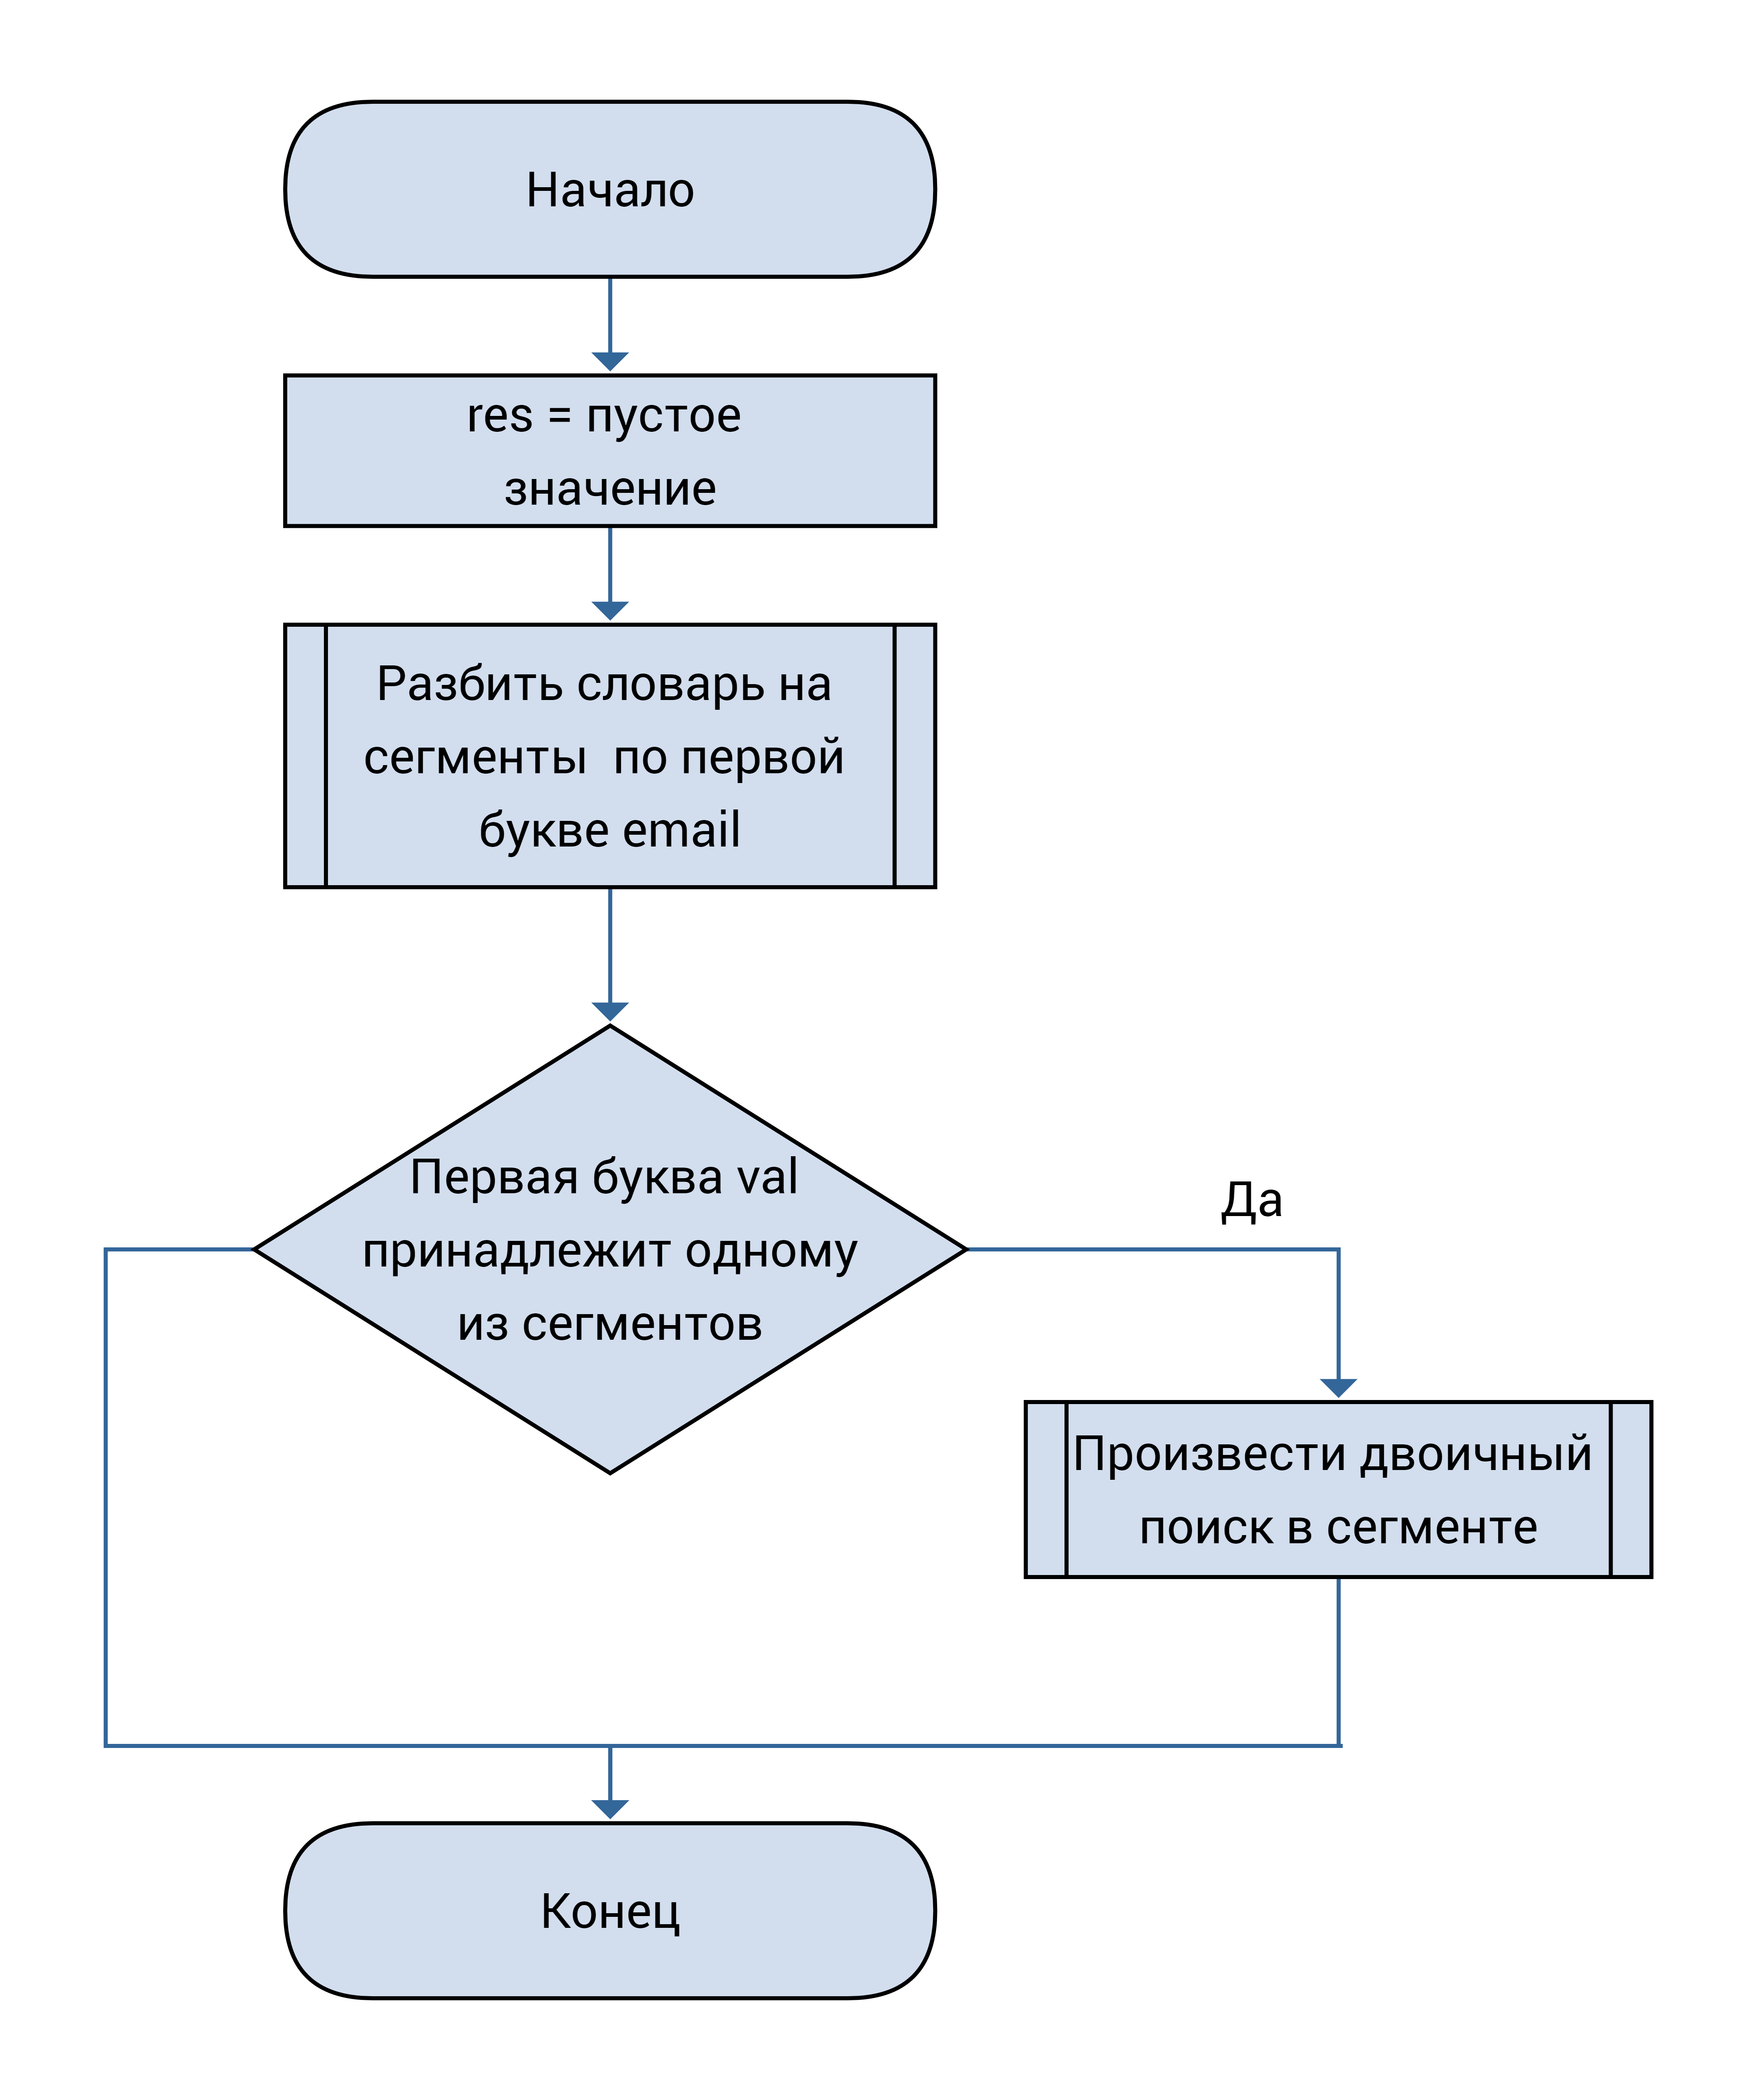 Начало
res = пустое
значение
Разбить словарь на
сегменты  по первой
букве email
Первая буква val
принадлежит одному
из сегментов
Да
Произвести двоичный
поиск в сегменте
Конец